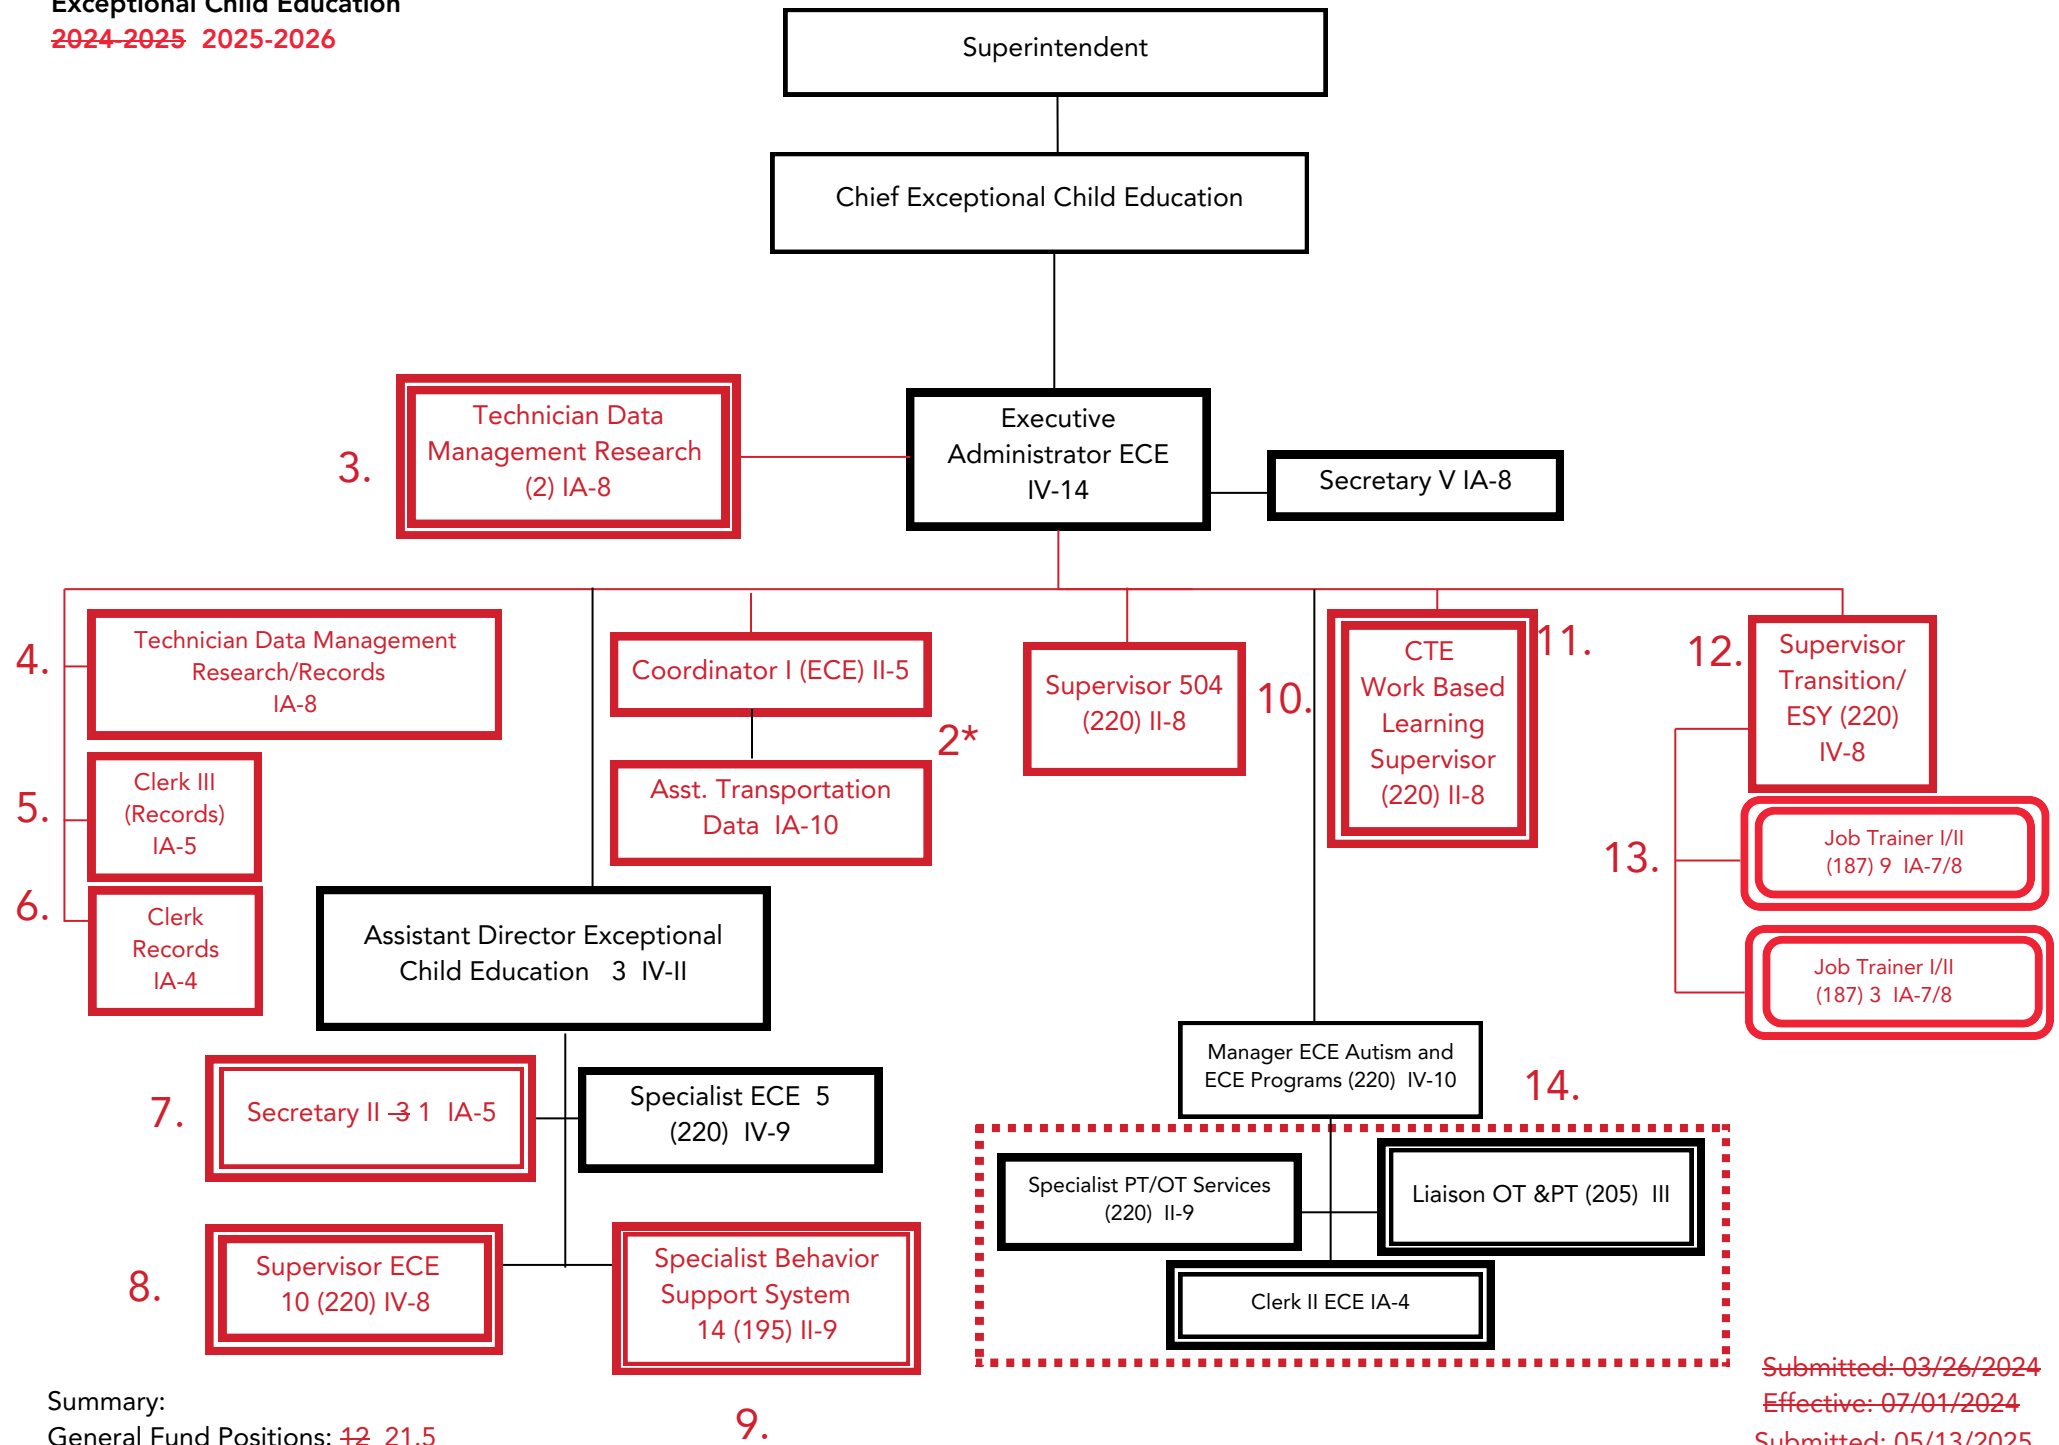 Exceptional Child Education
2024-2025 2025-2026
Superintendent
Chief Exceptional Child Education
3.
Technician Data
Management Research
(2) IA-8
Executive
Administrator ECE
IV-14
Secretary V IA-8
4.
Technician Data Management
Research/Records
IA-8
5.
Clerk III
(Records)
IA-5
6.
Clerk
Records
IA-4
Coordinator I (ECE) II-5
2*
Asst. Transportation
Data IA-10
Supervisor 504
(220) II-8
10.
CTE
Work Based
Learning
Supervisor
(220) II-8
11.
12.
Supervisor
Transition/
ESY (220)
IV-8
13.
Job Trainer I/II
(187) 9 IA-7/8
Job Trainer I/II
(187) 3 IA-7/8
Assistant Director Exceptional
Child Education 3 IV-II
7.
Secretary II 3 1 IA-5
Specialist ECE 5
(220) IV-9
8.
Supervisor ECE
10 (220) IV-8
Specialist Behavior
Support System
14 (195) II-9
9.
Manager ECE Autism and
ECE Programs (220) IV-10
14.
Specialist PT/OT Services
(220) II-9
Liaison OT &PT (205) III
Clerk II ECE IA-4
Summary:
General Fund Positions: 12 21.5
Submitted: 03/26/2024
Effective: 07/01/2024
Submitted: 05/13/2025